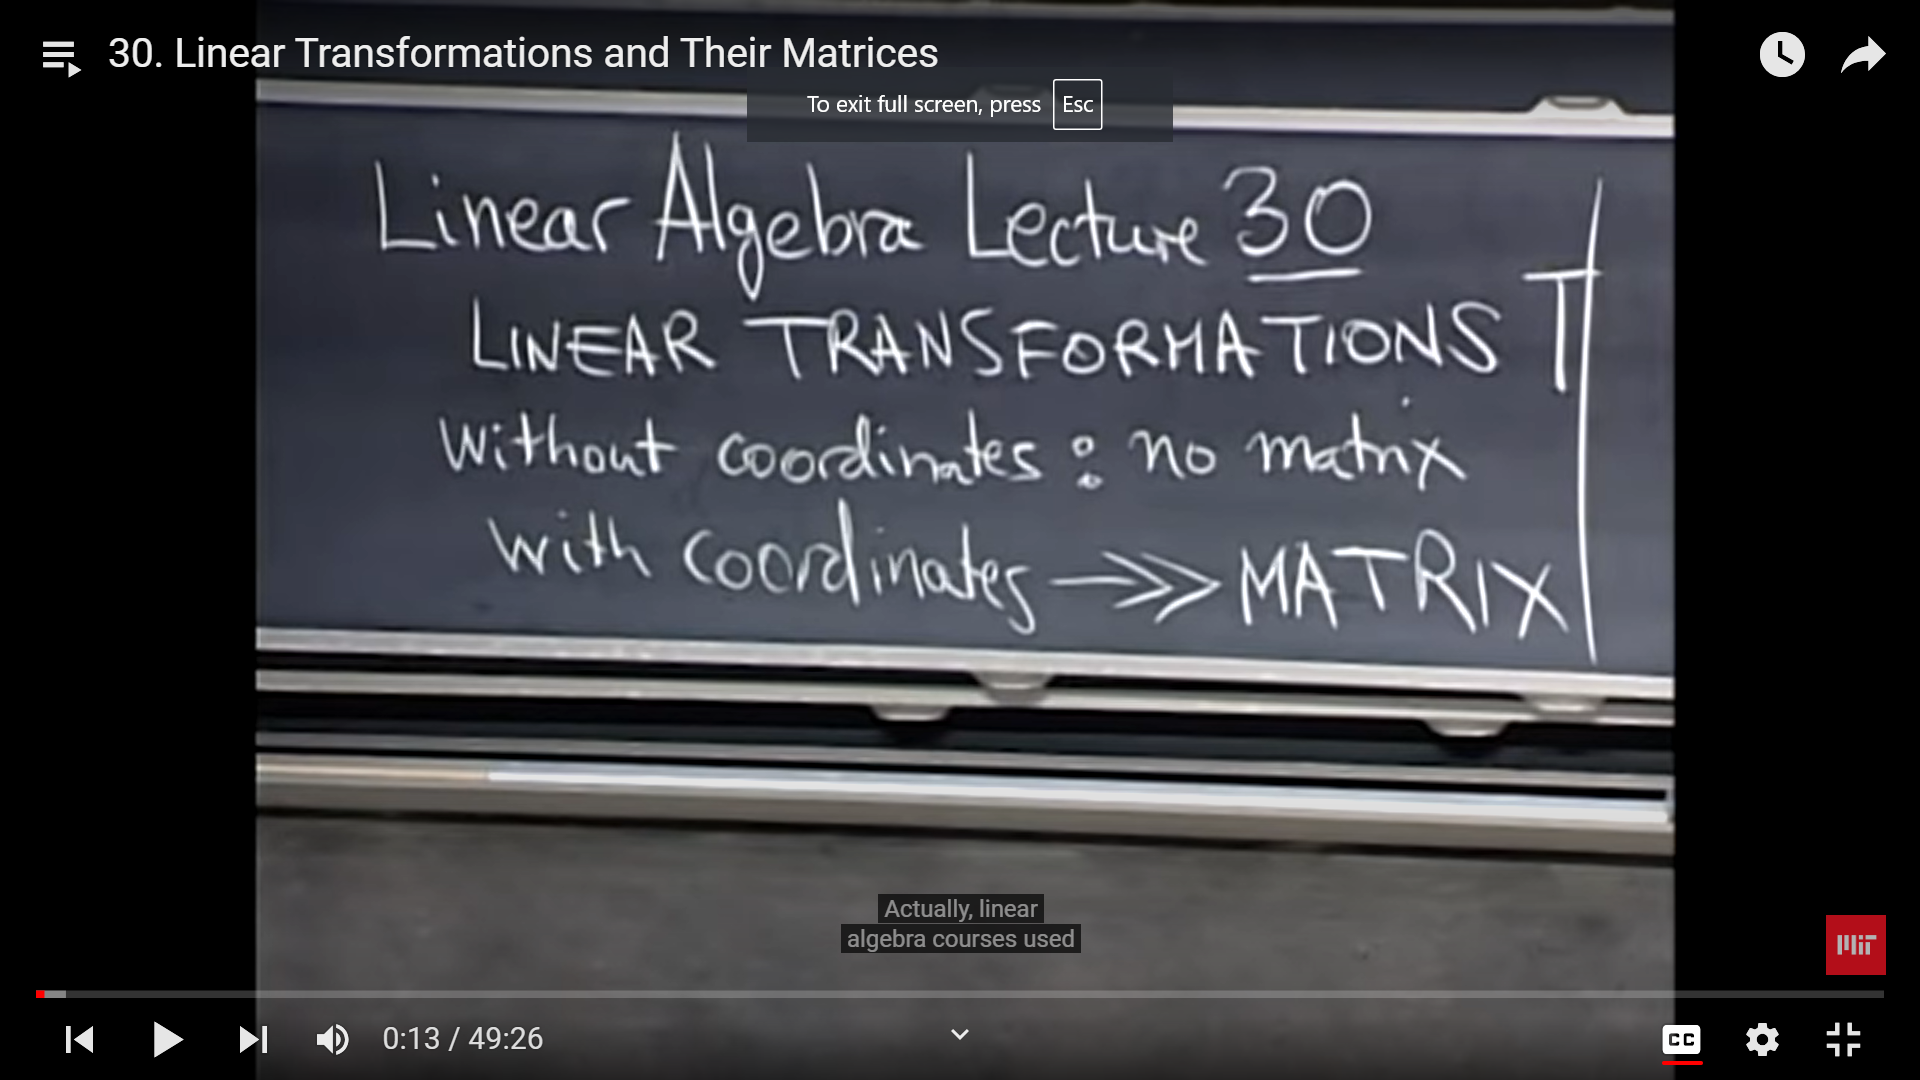 30. Linear Transformations and Their Matrices
To exit full screen, press Esc
Linear Algebra Lecture 30
LINEAR TRANSFORMATIONS T
without coordinates : no matrix
with coordinates →> MATRIX
Actually, linear
algebra courses used
MIT
0:13 / 49:26
CC